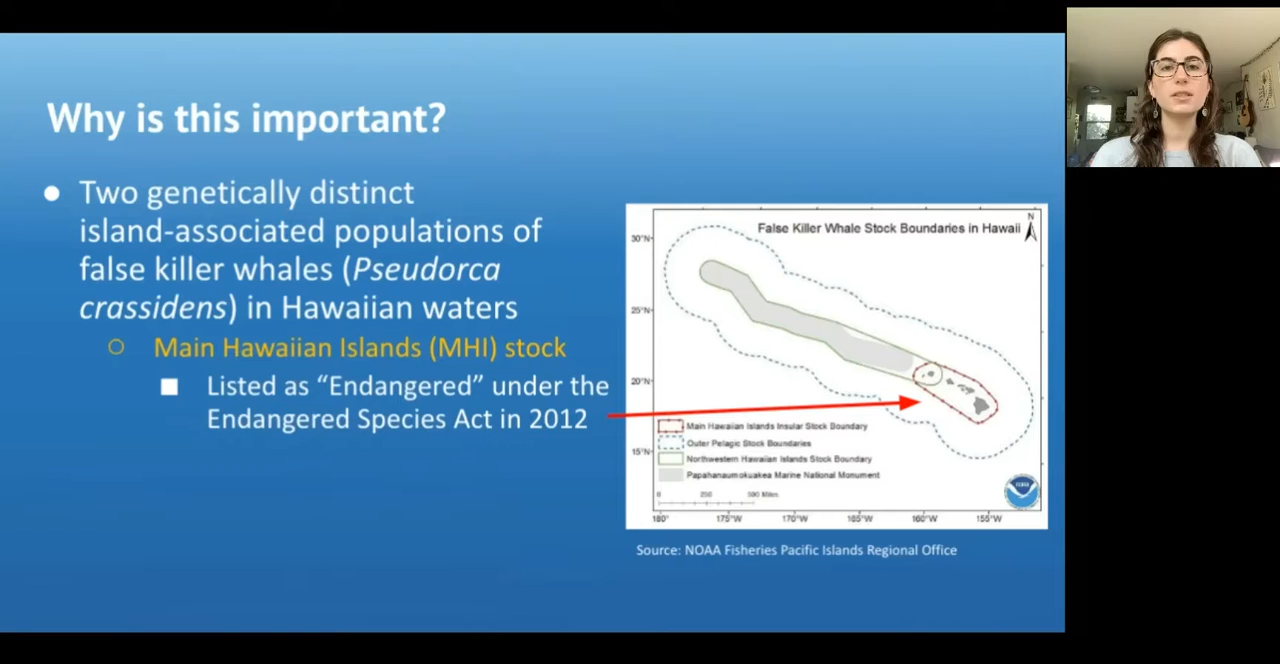 Why is this important?
● Two genetically distinct
island-associated populations of
false killer whales (Pseudorca
crassidens) in Hawaiian waters
○ Main Hawaiian Islands (MHI) stock
■ Listed as “Endangered” under the
Endangered Species Act in 2012
False Killer Whale Stock Boundaries in Hawaii
N
30°N
25°N
20°N
15°N
Main Hawaiian Islands Insular Stock Boundary
Outer Pelagic Stock Boundaries
Northwestern Hawaiian Islands Stock Boundary
Papahanaumokuakea Marine National Monument
0 250 500 Miles
180° 175°W 170°W 165°W 160°W 155°W
Source: NOAA Fisheries Pacific Islands Regional Office